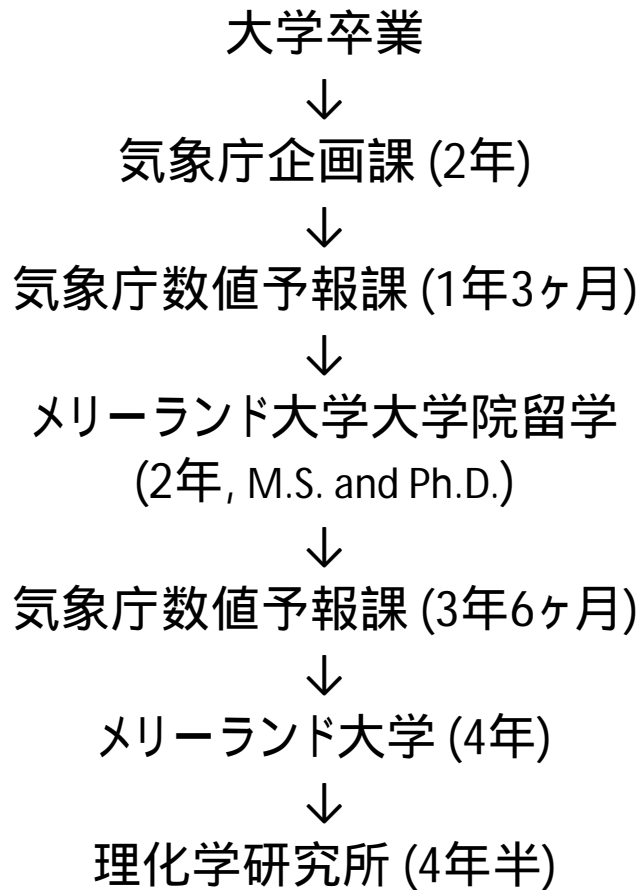 大学卒業
↓
気象庁企画課 (2年)
↓
気象庁数値予報課 (1年3ヶ月)
↓
メリーランド大学大学院留学
(2年, M.S. and Ph.D.)
↓
気象庁数値予報課 (3年6ヶ月)
↓
メリーランド大学 (4年)
↓
理化学研究所 (4年半)